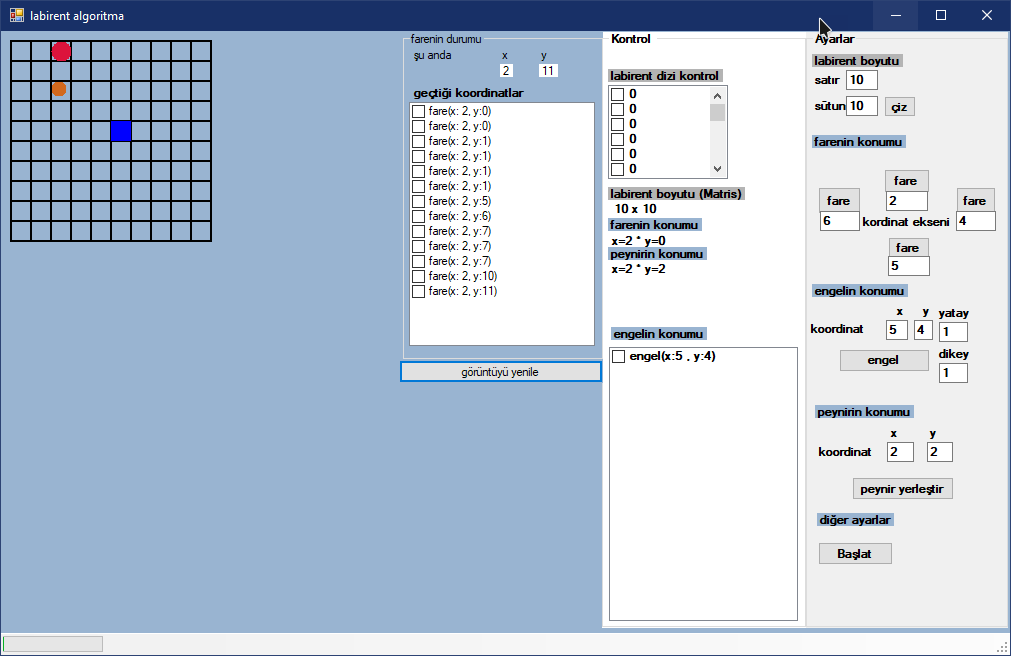 labirent algoritma
farenin durumu
şu anda x y
2 11
geçtiği koordinatlar
fare(x: 2, y:0)
fare(x: 2, y:0)
fare(x: 2, y:1)
fare(x: 2, y:1)
fare(x: 2, y:1)
fare(x: 2, y:1)
fare(x: 2, y:5)
fare(x: 2, y:6)
fare(x: 2, y:7)
fare(x: 2, y:7)
fare(x: 2, y:7)
fare(x: 2, y:10)
fare(x: 2, y:11)
görüntüyü yenile
Kontrol
labirent dizi kontrol
0
0
0
0
0
0
labirent boyutu (Matris)
10 x 10
farenin konumu
x=2 * y=0
peynirin konumu
x=2 * y=2
engelin konumu
engel(x:5 , y:4)
Ayarlar
labirent boyutu
satır 10
sütun 10 çiz
farenin konumu
fare
2
fare
6
kordinat ekseni
fare
4
fare
5
engelin konumu
x y yatay
koordinat 5 4 1
engel
dikey
1
peynirin konumu
x y
koordinat 2 2
peynir yerleştir
diğer ayarlar
Başlat